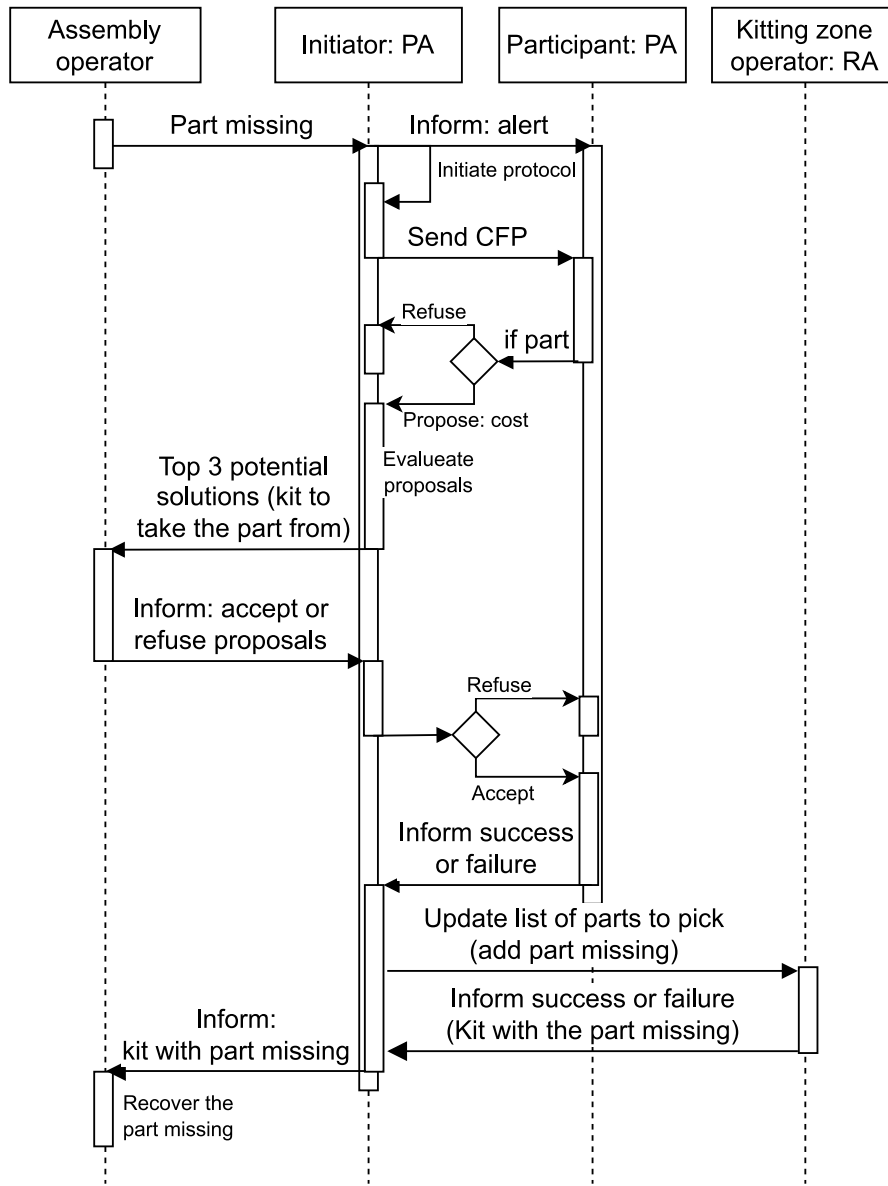 Assembly
operator
Initiator: PA
Participant: PA
Kitting zone
operator: RA
Part missing
Inform: alert
Initiate protocol
Send CFP
Refuse
if part
Propose: cost
Evalueate
proposals
Top 3 potential
solutions (kit to
take the part from)
Inform: accept or
refuse proposals
Refuse
Accept
Inform success
or failure
Update list of parts to pick
(add part missing)
Inform success or failure
(Kit with the part missing)
Inform:
kit with part missing
Recover the
part missing